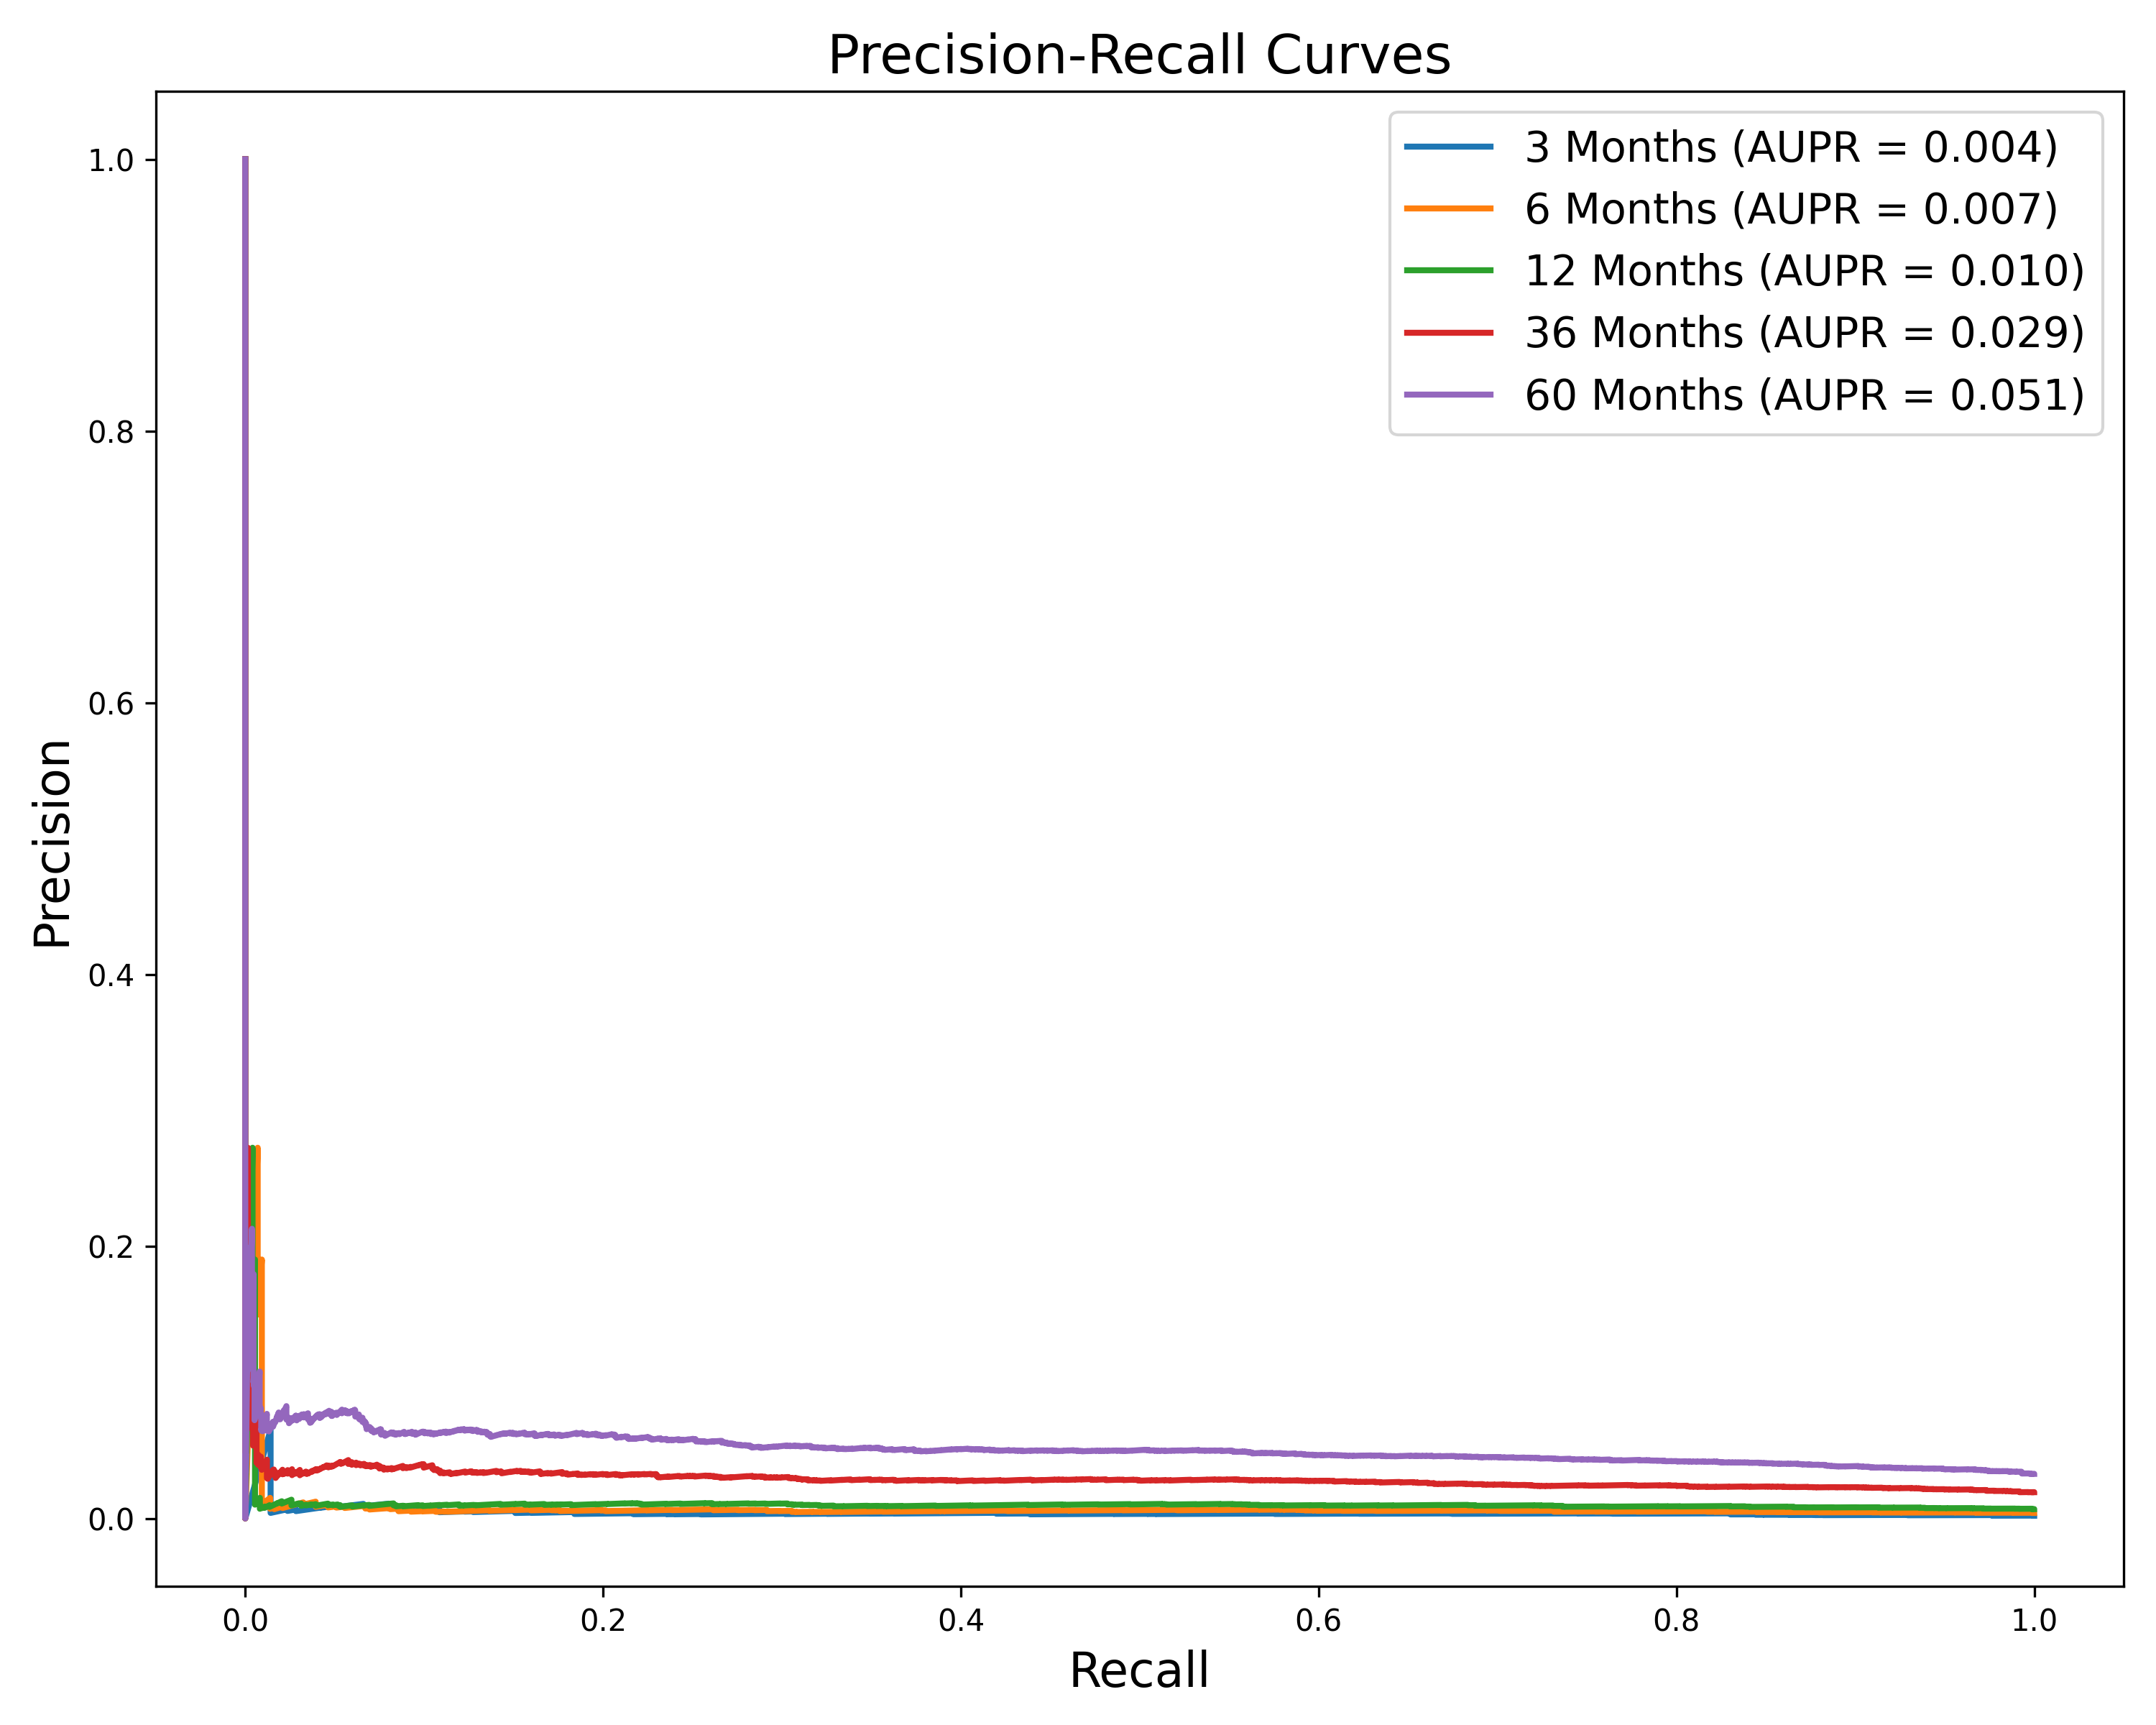 Precision-Recall Curves
3 Months (AUPR = 0.004)
6 Months (AUPR = 0.007)
12 Months (AUPR = 0.010)
36 Months (AUPR = 0.029)
60 Months (AUPR = 0.051)
Precision
1.0
0.8
0.6
0.4
0.2
0.0
0.0 0.2 0.4 0.6 0.8 1.0
Recall